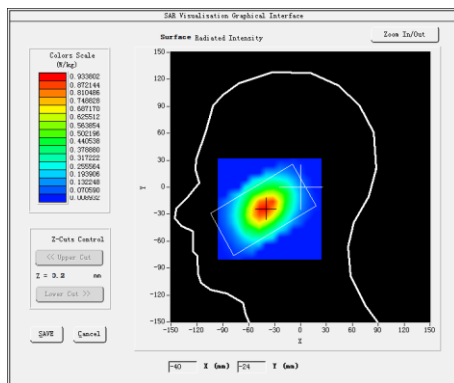 SAR Visualisation Graphical Interface
Surface Radiated Intensity
Zoom In/Out
Colors Scale
(W/kg)
0.933802
0.872144
0.810486
0.748828
0.687170
0.625512
0.563854
0.502196
0.440538
0.378880
0.317222
0.255564
0.193906
0.132248
0.070590
0.008932
Z-Cuts Control
<< Upper Cut
Z = 0.2 mm
Lower Cut >>
SAVE Cancel
150-
120-
90-
60-
30-
Y 0-
-30-
-60-
-90-
-120-
-150-
-150 -120 -90 -60 -30 0 30 60 90 120 150
X
-40 X (mm) -24 Y (mm)